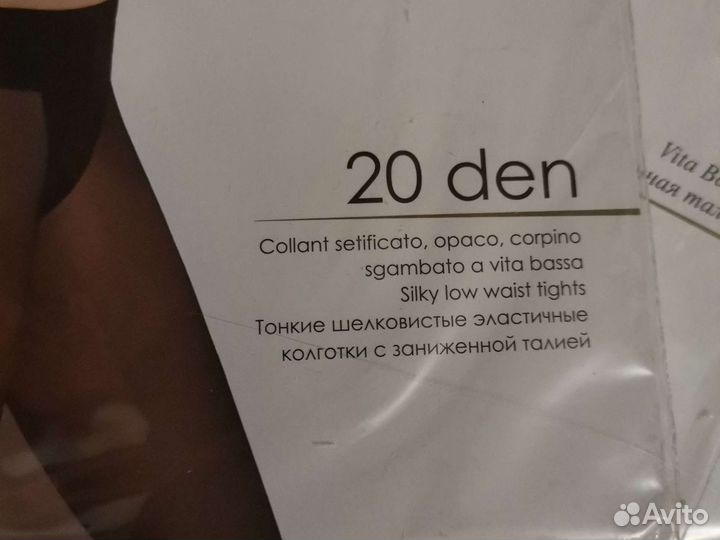 20 den
Collant setificato, opaco, corpino
sgambato a vita bassa
Silky low waist tights
Тонкие шелковистые эластичные
колготки с заниженной талией
Vita
Avito